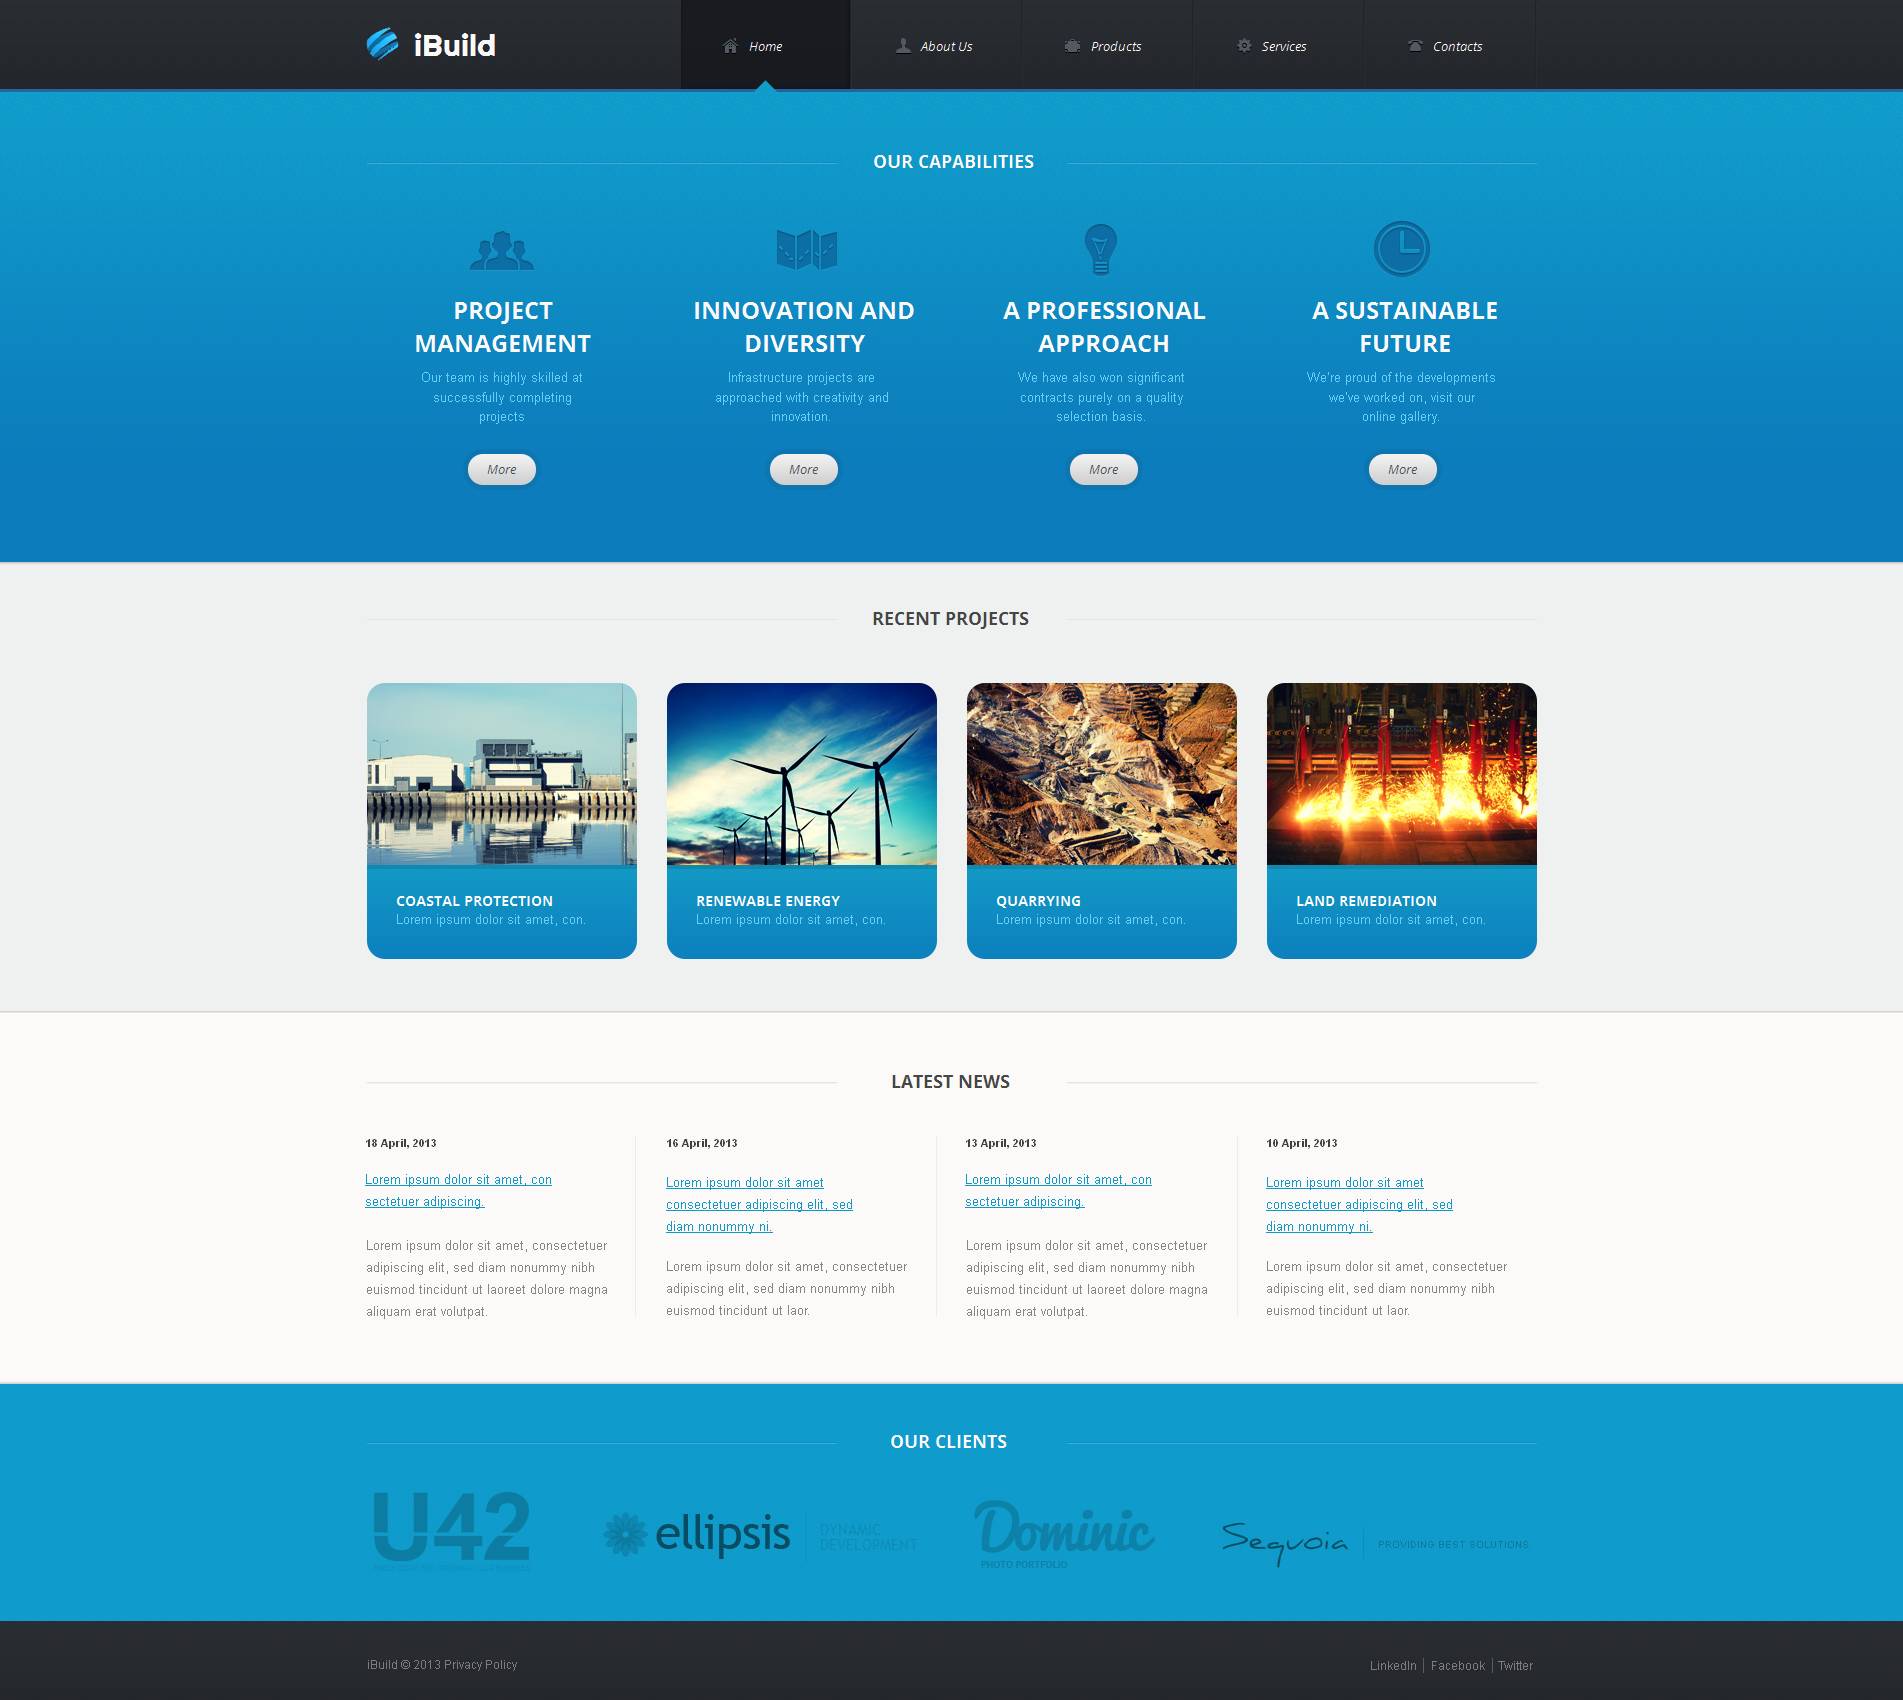 iBuild
Home
About Us
Products
Services
Contacts
OUR CAPABILITIES
PROJECT
MANAGEMENT
Our team is highly skilled at
successfully completing
projects
More
INNOVATION AND
DIVERSITY
Infrastructure projects are
approached with creativity and
innovation.
More
A PROFESSIONAL
APPROACH
We have also won significant
contracts purely on a quality
selection basis.
More
A SUSTAINABLE
FUTURE
We're proud of the developments
we've worked on, visit our
online gallery.
More
RECENT PROJECTS
COASTAL PROTECTION
Lorem ipsum dolor sit amet, con.
RENEWABLE ENERGY
Lorem ipsum dolor sit amet, con.
QUARRYING
Lorem ipsum dolor sit amet, con.
LAND REMEDIATION
Lorem ipsum dolor sit amet, con.
LATEST NEWS
18 April, 2013
Lorem ipsum dolor sit amet, con
sectetuer adipiscing.
Lorem ipsum dolor sit amet, consectetuer
adipiscing elit, sed diam nonummy nibh
euismod tincidunt ut laoreet dolore magna
aliquam erat volutpat.
16 April, 2013
Lorem ipsum dolor sit amet
consectetuer adipiscing elit, sed
diam nonummy ni.
Lorem ipsum dolor sit amet, consectetuer
adipiscing elit, sed diam nonummy nibh
euismod tincidunt ut laor.
13 April, 2013
Lorem ipsum dolor sit amet, con
sectetuer adipiscing.
Lorem ipsum dolor sit amet, consectetuer
adipiscing elit, sed diam nonummy nibh
euismod tincidunt ut laoreet dolore magna
aliquam erat volutpat.
10 April, 2013
Lorem ipsum dolor sit amet
consectetuer adipiscing elit, sed
diam nonummy ni.
Lorem ipsum dolor sit amet, consectetuer
adipiscing elit, sed diam nonummy nibh
euismod tincidunt ut laor.
OUR CLIENTS
U42
ellipsis
DYNAMIC
DEVELOPMENT
Dominic
PHOTO PORTFOLIO
Sequoia
PROVIDING BEST SOLUTIONS
iBuild © 2013 Privacy Policy
LinkedIn
Facebook
Twitter